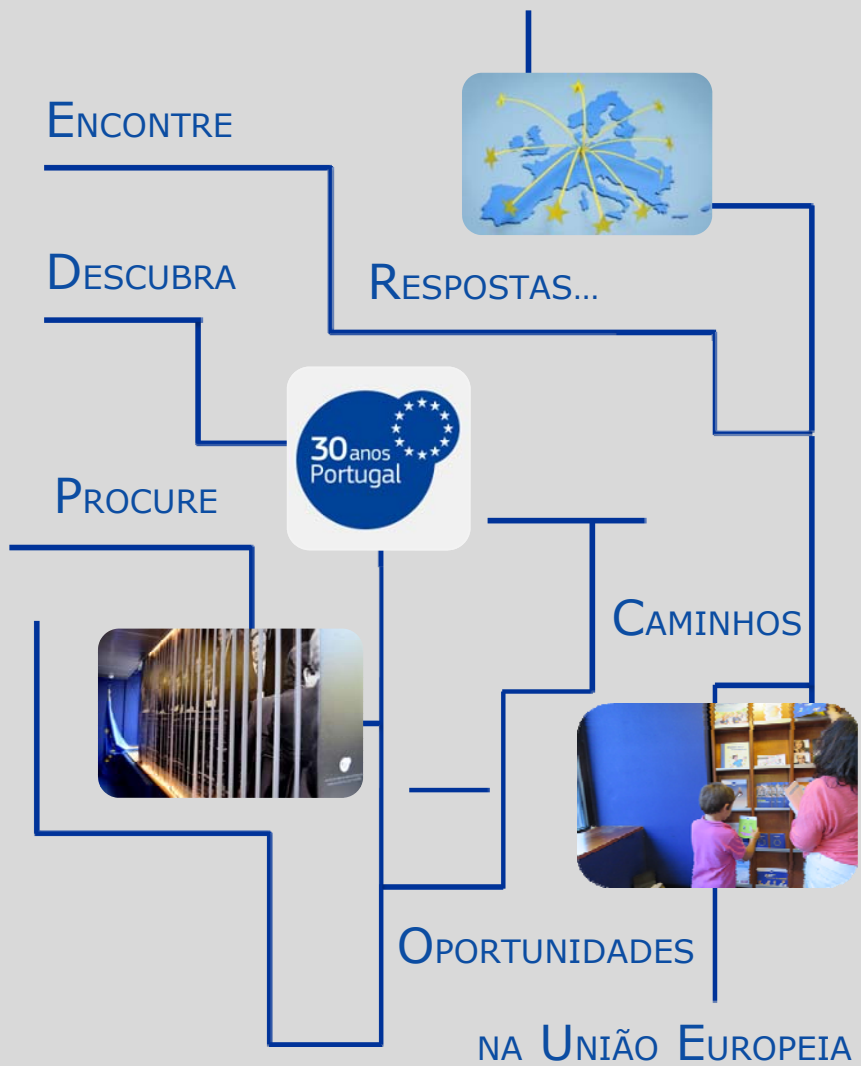 ENCONTRE
DESCUBRA
RESPOSTAS...
30 anos
Portugal
PROCURE
CAMINHOS
OPORTUNIDADES
NA UNIÃO EUROPEIA